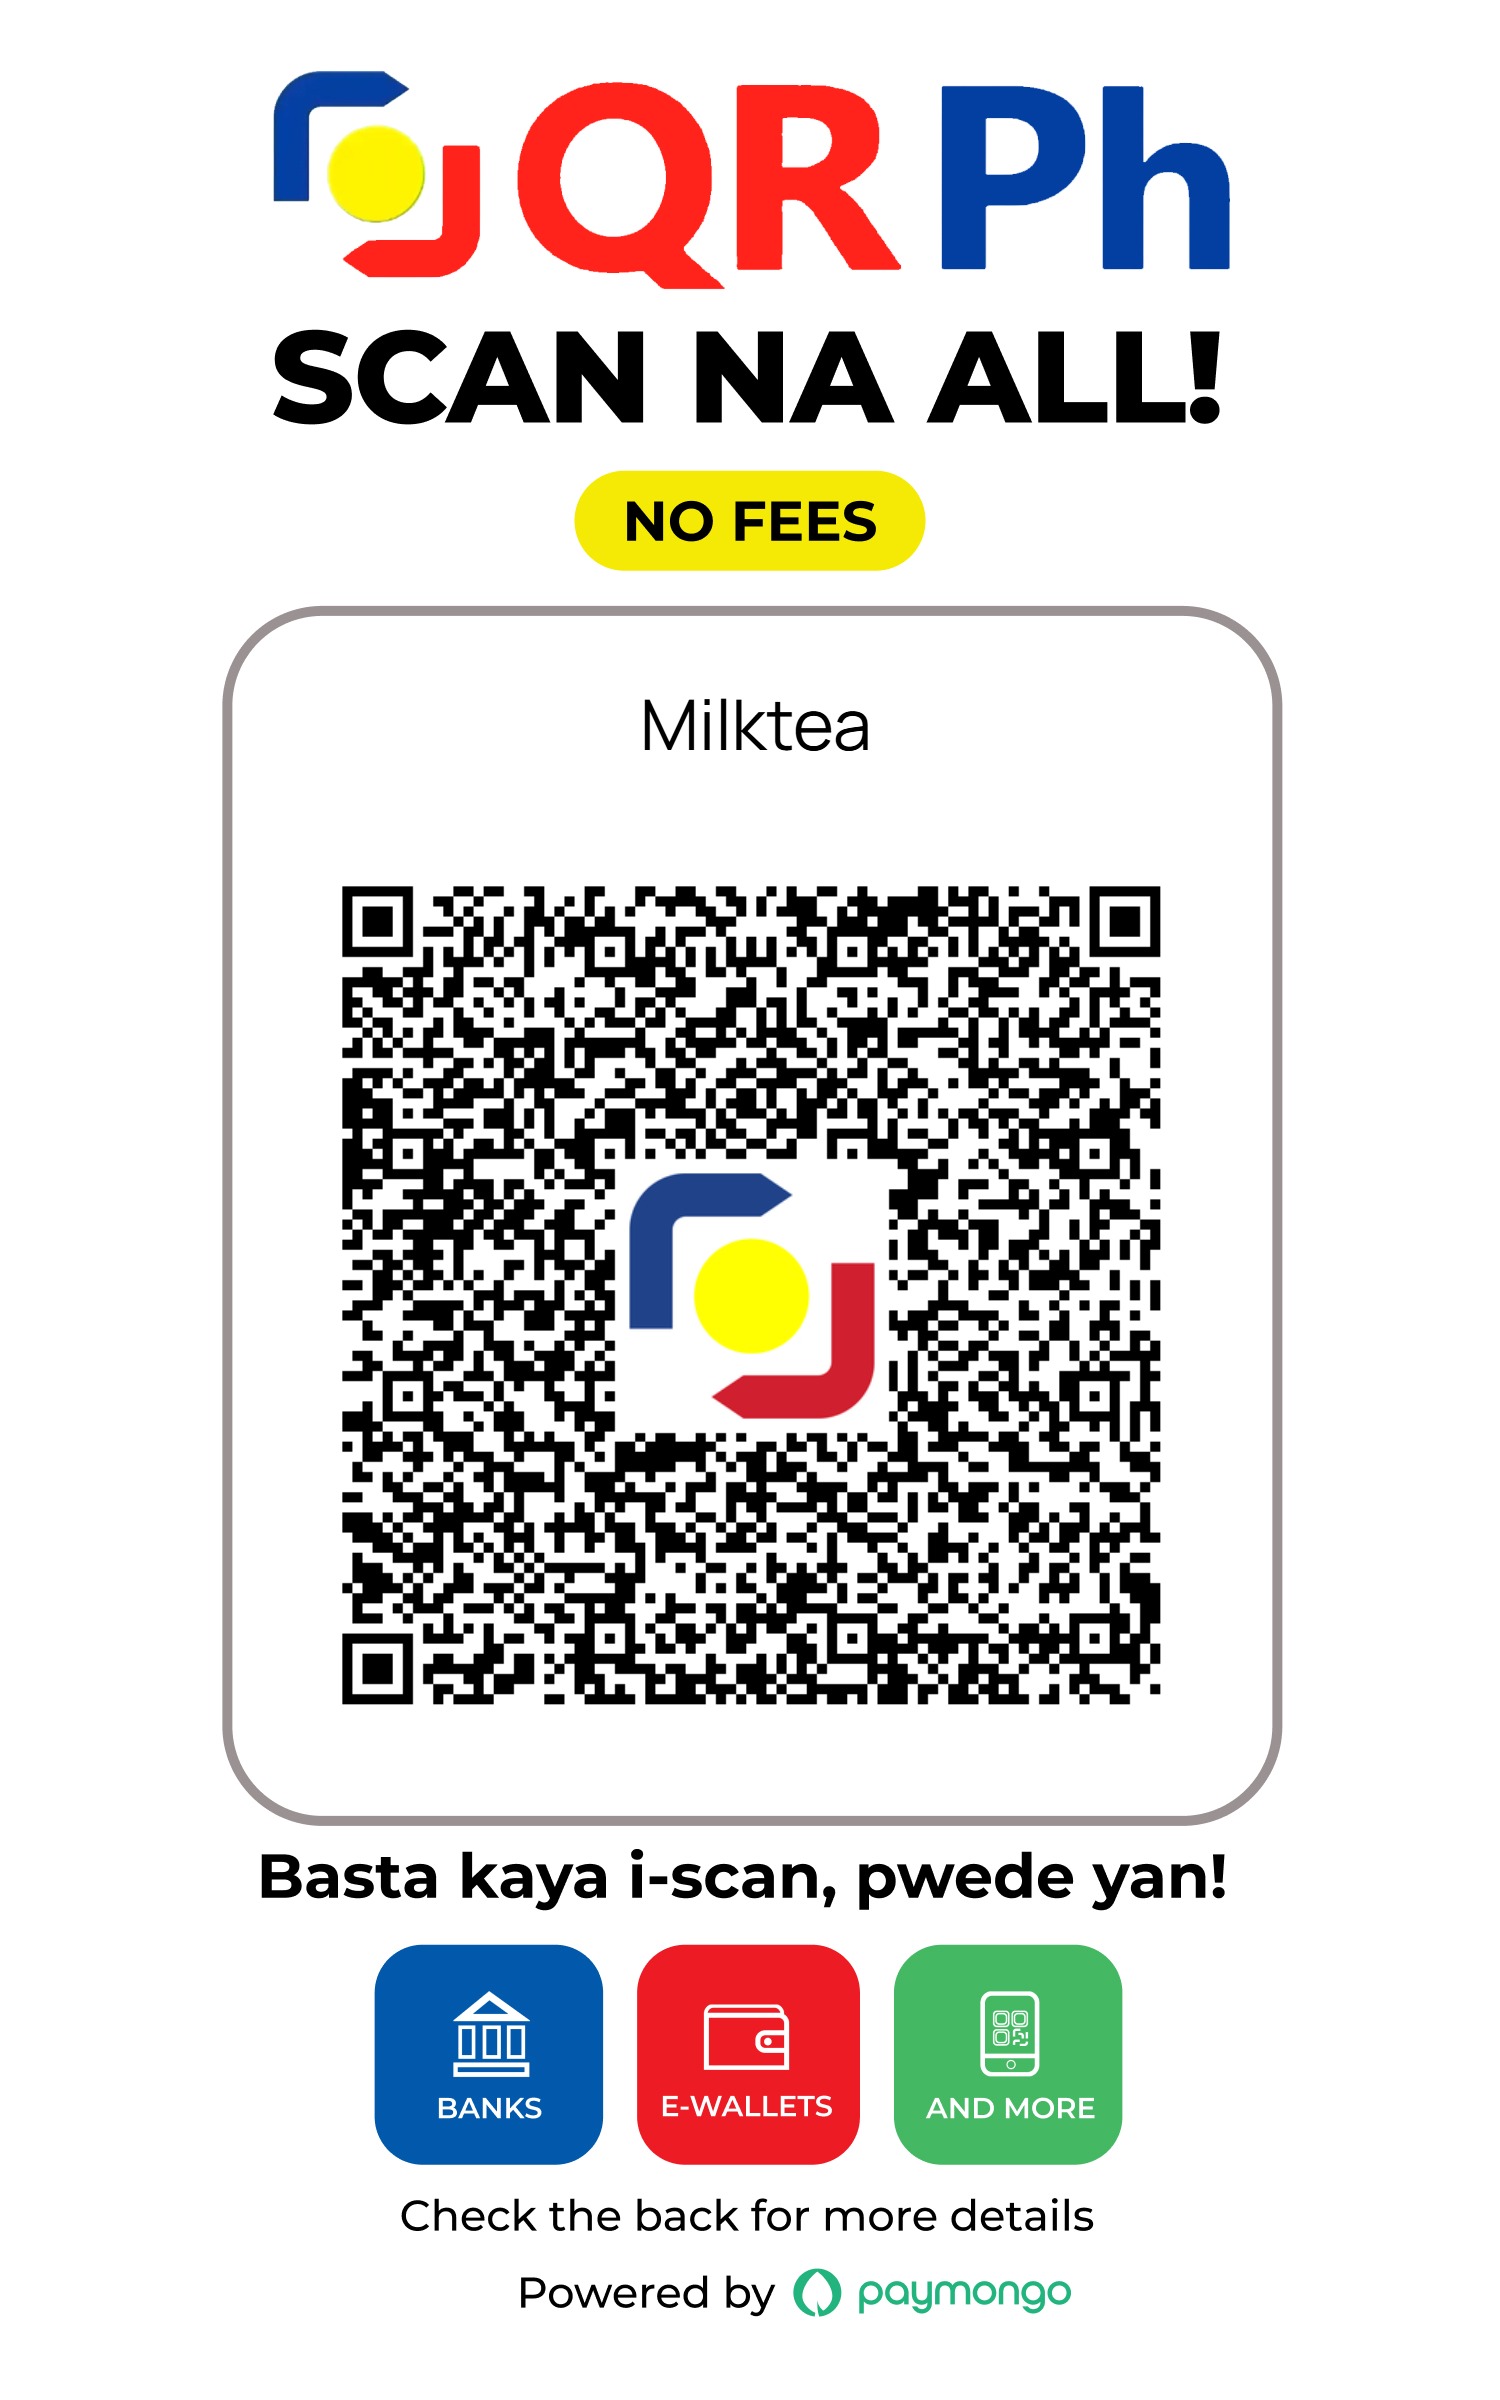 QR Ph
SCAN NA ALL!
NO FEES
Milktea
Basta kaya i-scan, pwede yan!
BANKS
E-WALLETS
AND MORE
Check the back for more details
Powered by paymongo